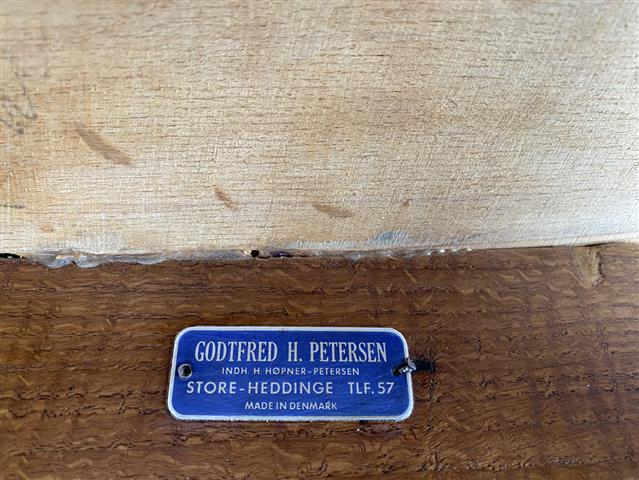 GODTFRED H. PETERSEN
INDH. H. HØPNER-PETERSEN
STORE-HEDDINGE TLF. 57
MADE IN DENMARK